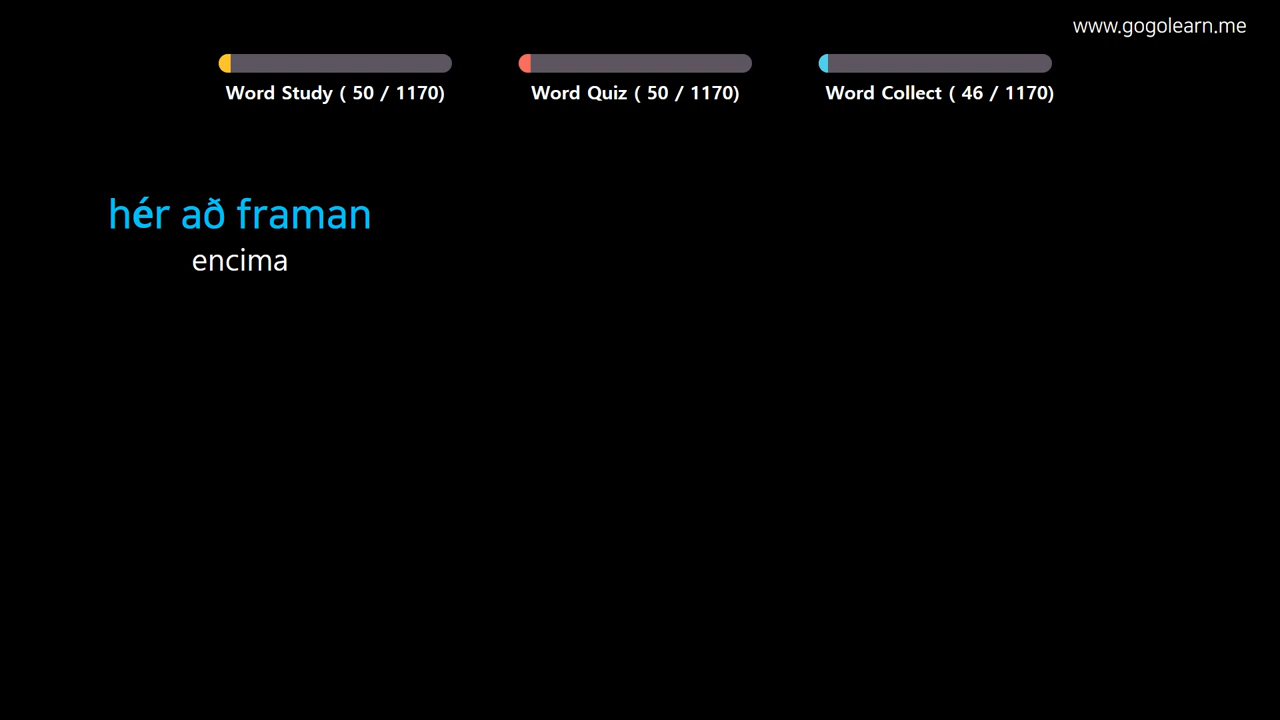 www.gogolearn.me
Word Study ( 50 / 1170)
Word Quiz ( 50 / 1170)
Word Collect ( 46 / 1170)
hér að framan
encima